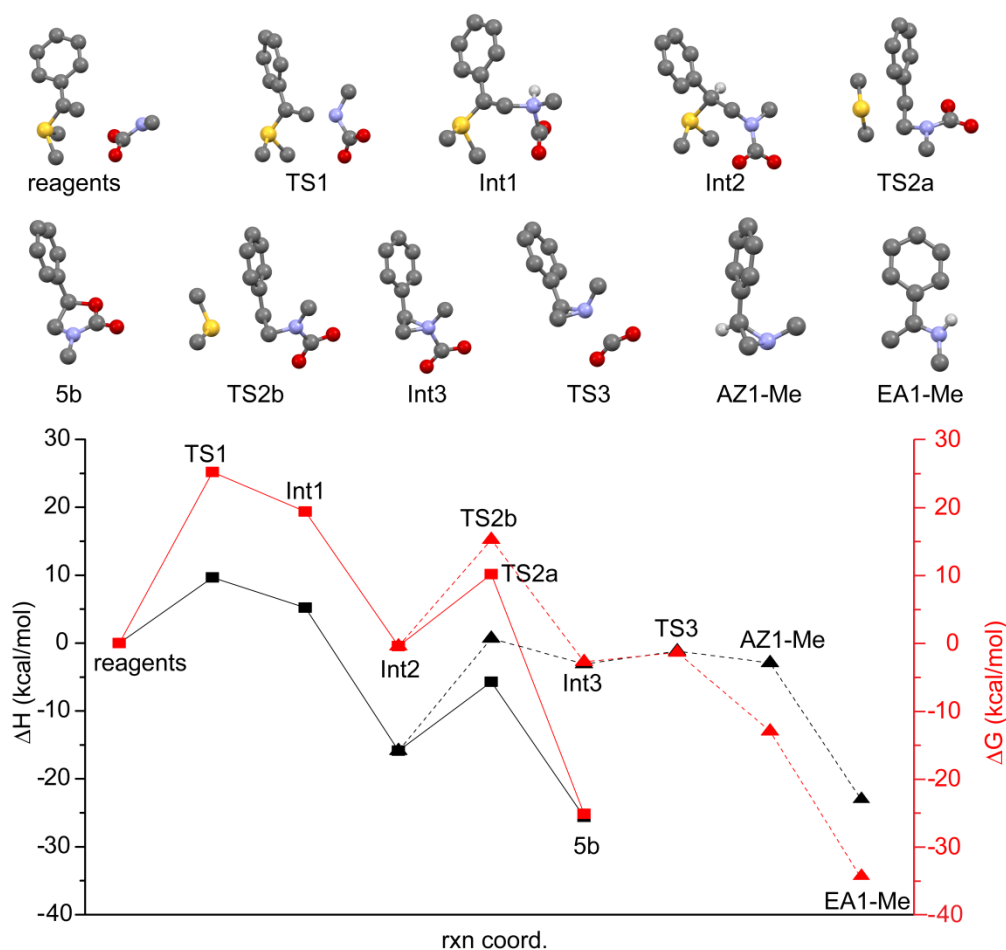 reagents TS1 Int1 Int2 TS2a
5b TS2b Int3 TS3 AZ1-Me EA1-Me
30 30
TS1
Int1
20 20
TS2b
10 10
TS2a
0 0
reagents Int2 Int3 TS3 AZ1-Me
-10 -10
-20 -20
-30 -30
5b
EA1-Me
-40 -40
ΔH (kcal/mol)
ΔG (kcal/mol)
rxn coord.